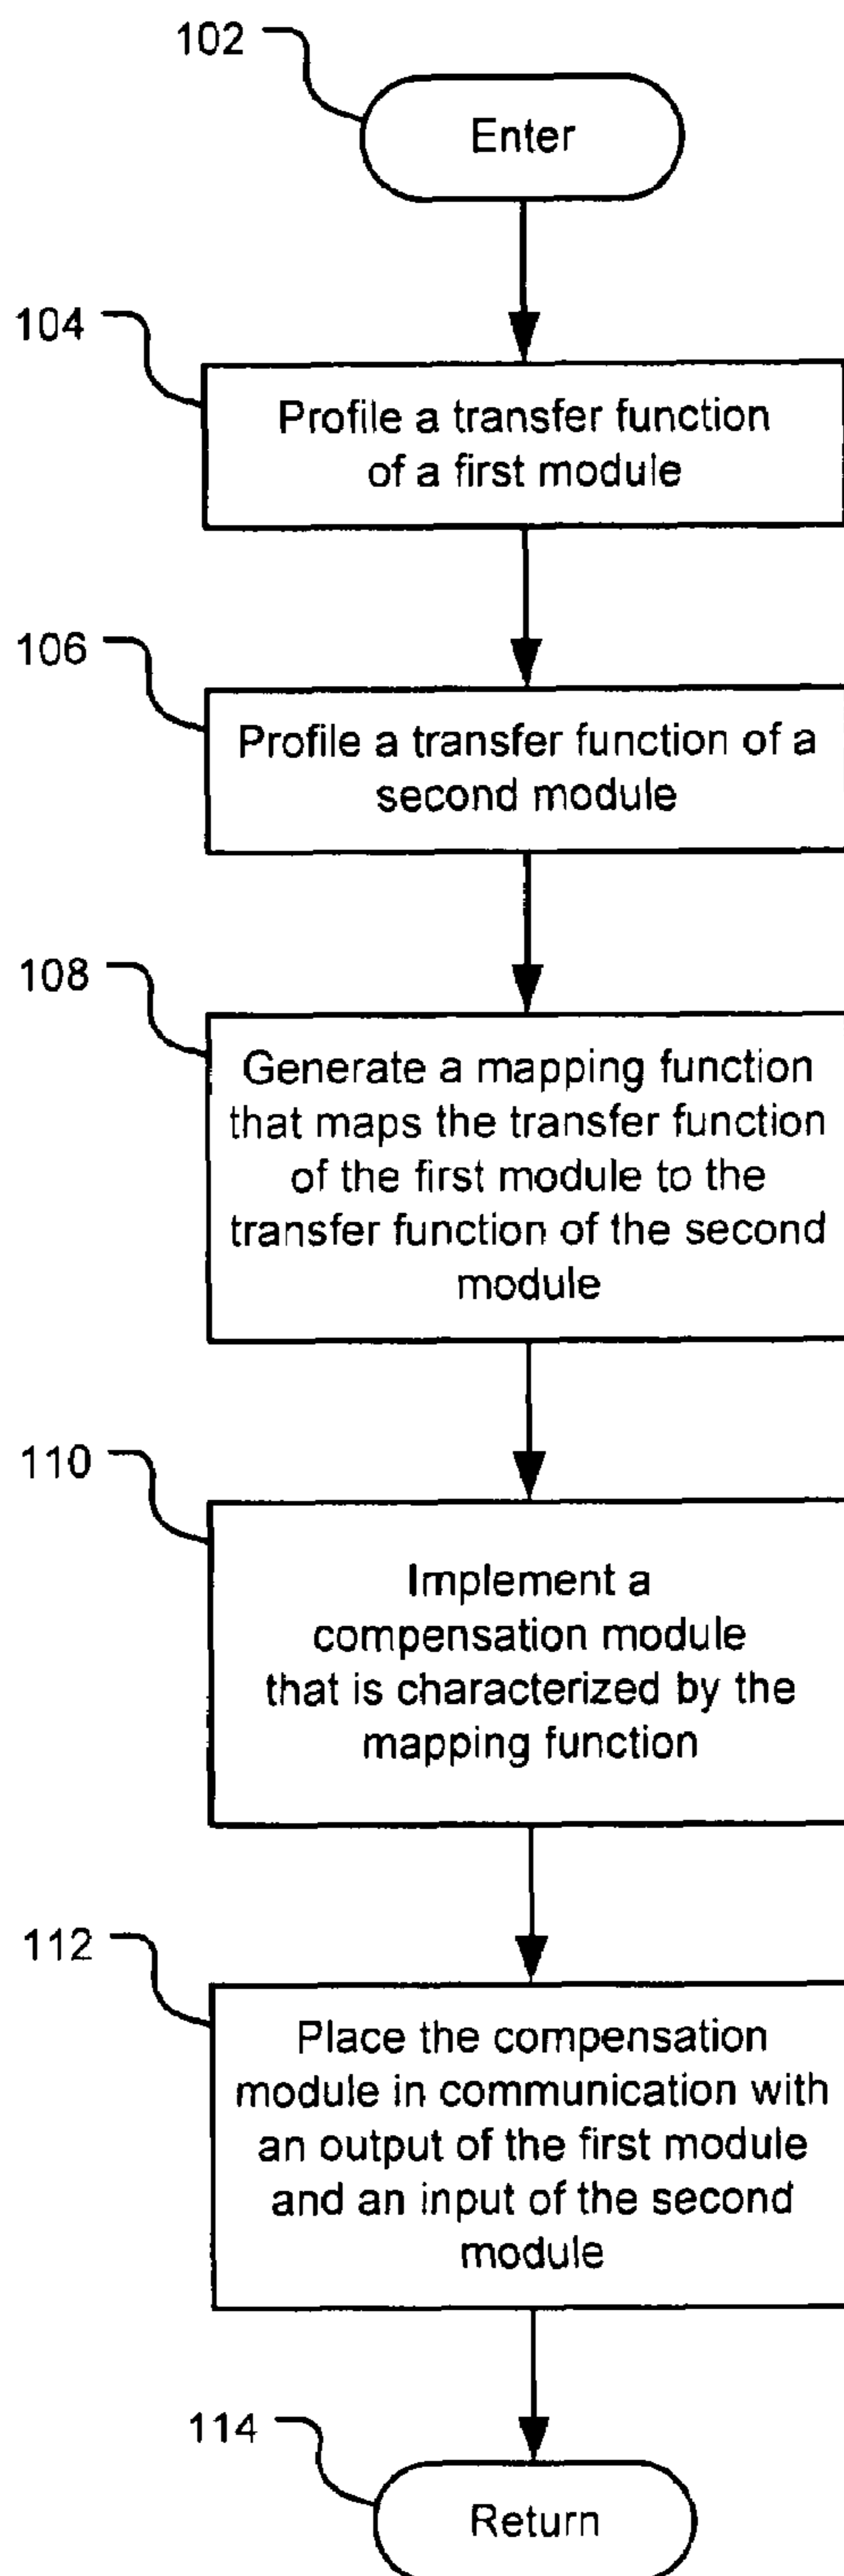 102
Enter
104
Profile a transfer function
of a first module
106
Profile a transfer function of a
second module
108
Generate a mapping function
that maps the transfer function
of the first module to the
transfer function of the second
module
110
Implement a
compensation module
that is characterized by the
mapping function
112
Place the compensation
module in communication with
an output of the first module
and an input of the second
module
114
Return